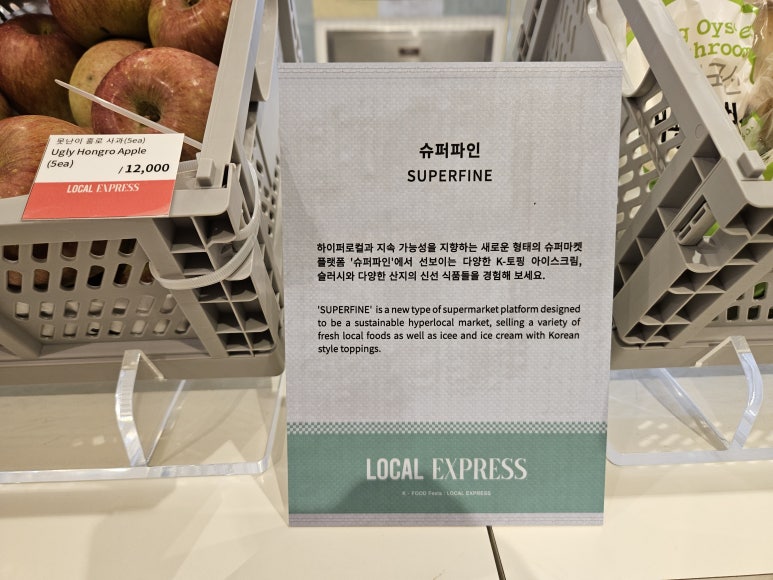 슈퍼파인
SUPERFINE
하이퍼로컬과 지속 가능성을 지향하는 새로운 형태의 슈퍼마켓
플랫폼 '슈퍼파인'에서 선보이는 다양한 K-토핑 아이스크림,
슬러시와 다양한 산지의 신선 식품들을 경험해 보세요.
'SUPERFINE' is a new type of supermarket platform designed
to be a sustainable hyperlocal market, selling a variety of
fresh local foods as well as icee and ice cream with Korean
style toppings.
LOCAL EXPRESS
K - FOOD Festa : LOCAL EXPRESS
못난이 홍로 사과(5ea)
Ugly Hongro Apple
(5ea)
/ 12,000
LOCAL EXPRESS
g Oyse
hroo